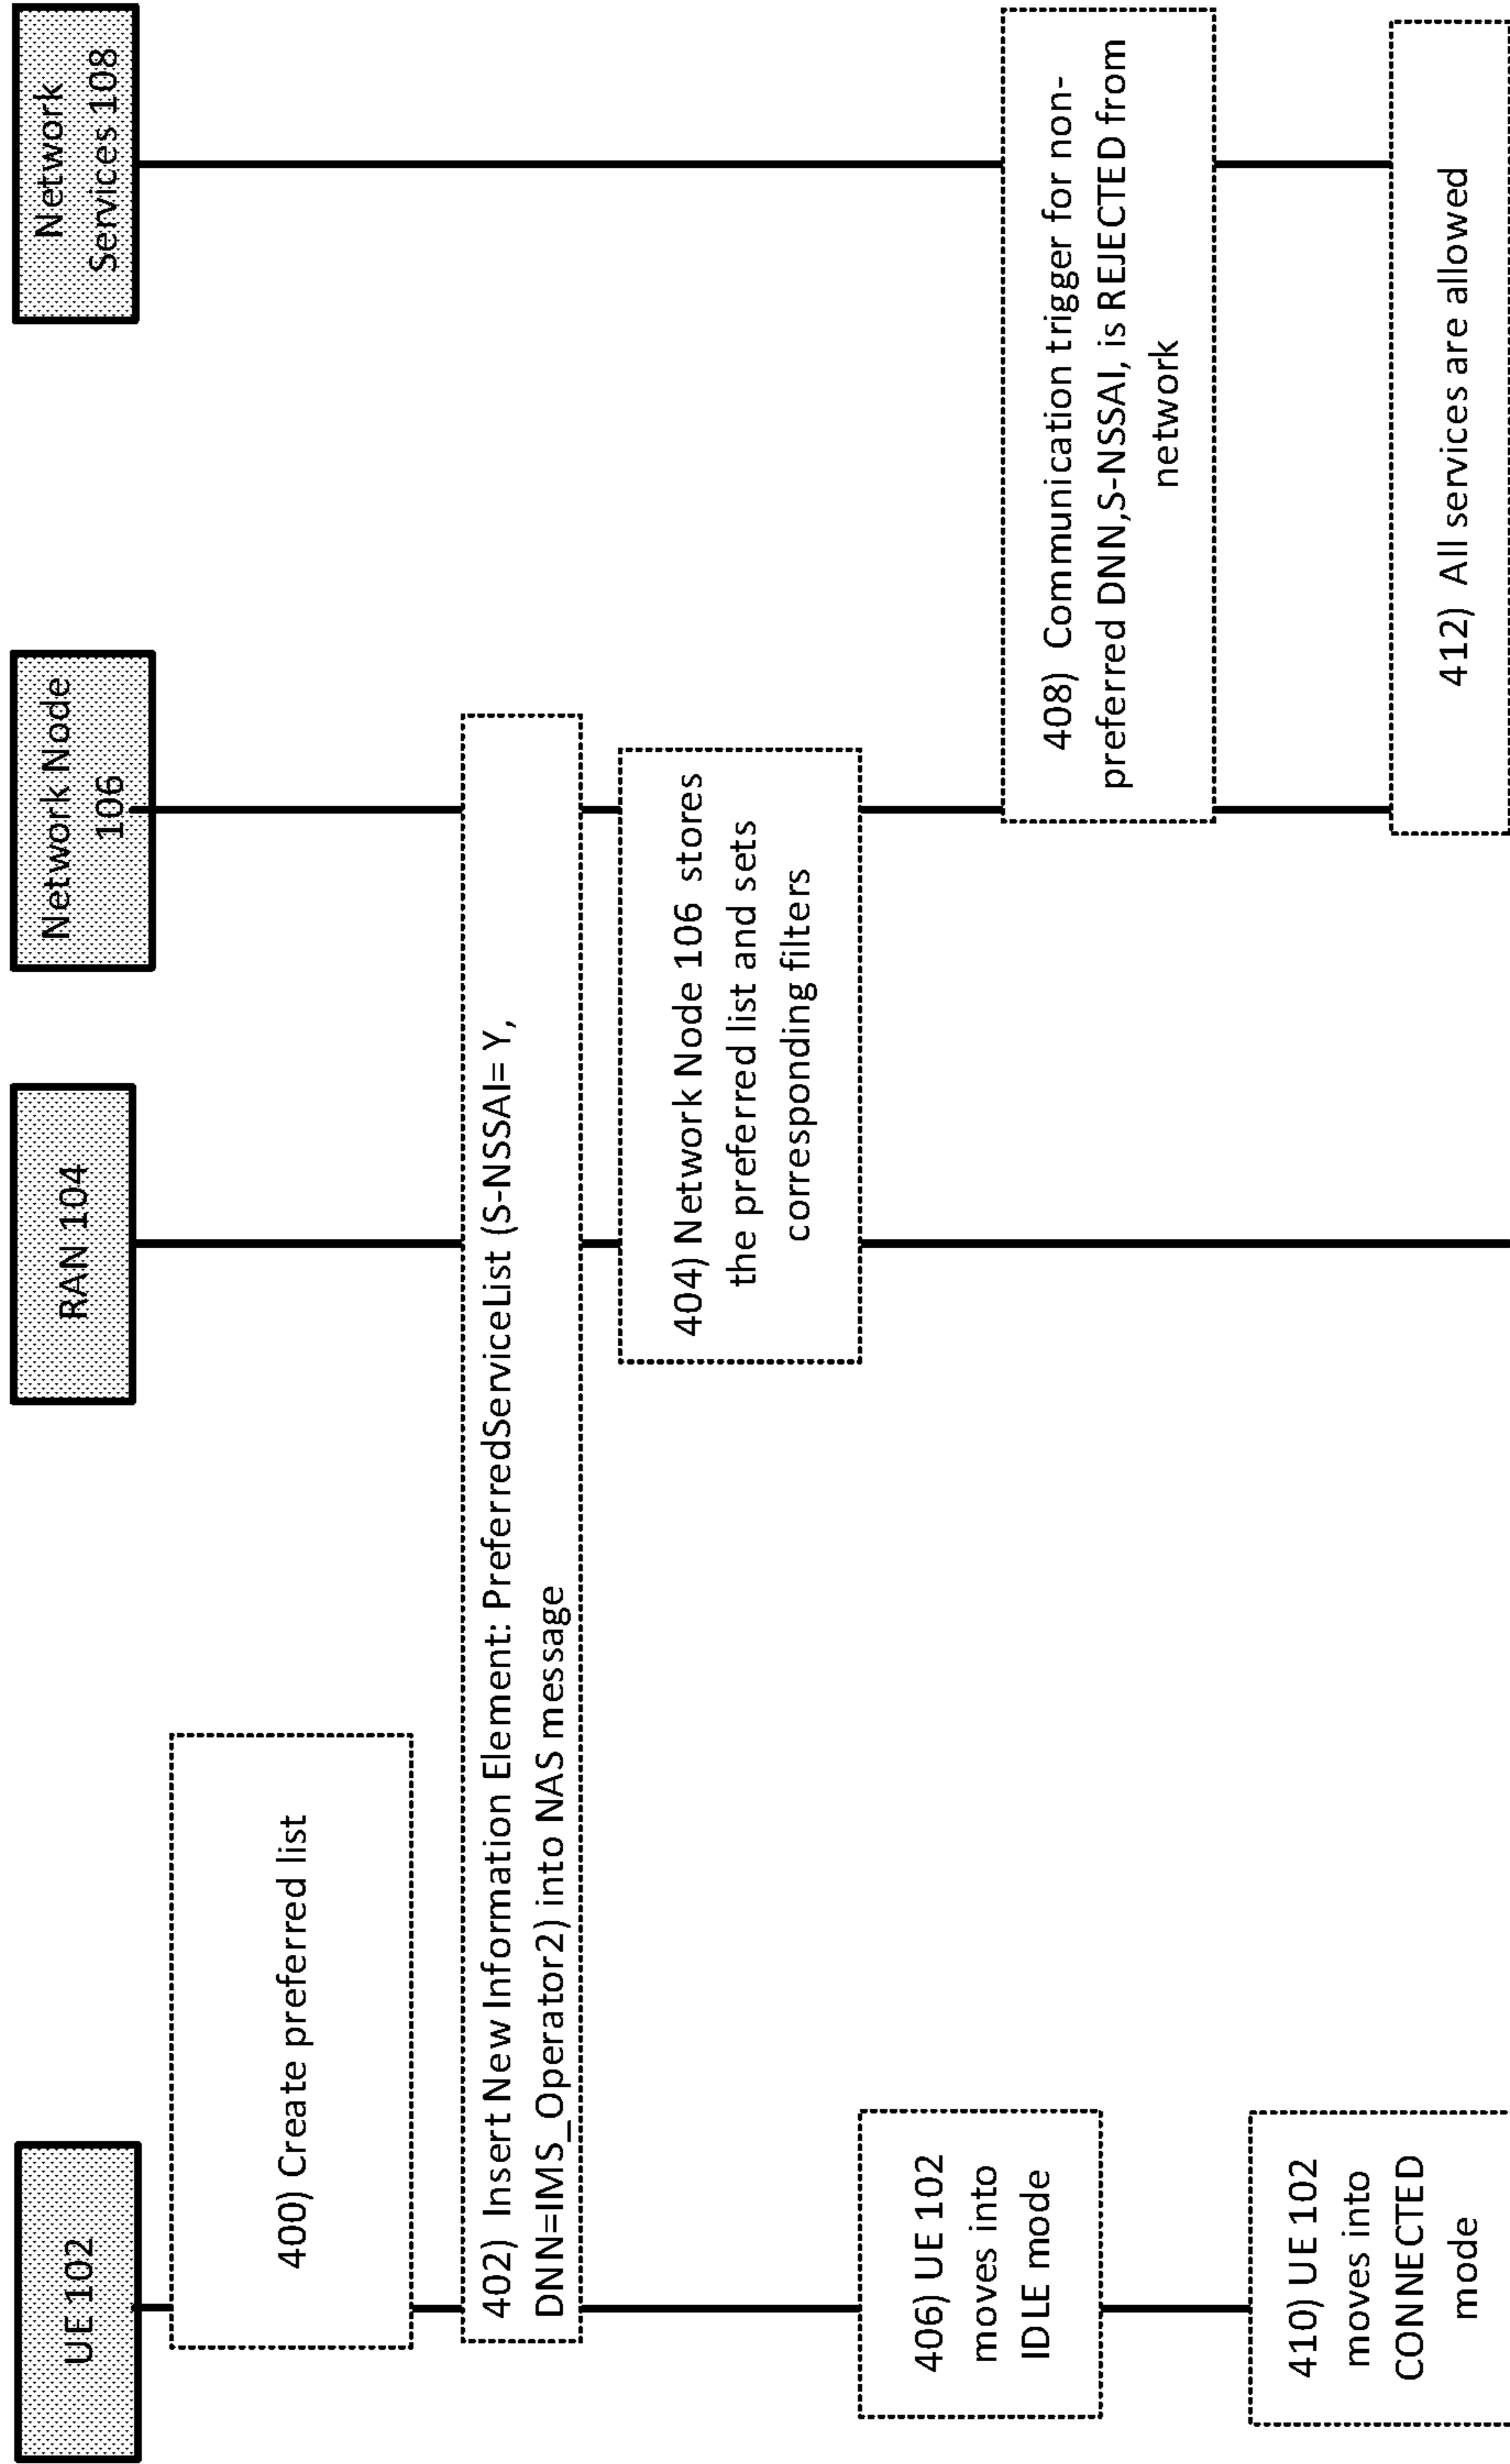 UE 102
RAN 104
Network Node
106
Network
Services 108
400) Create preferred list
402) Insert New Information Element: PreferredServiceList (S-NSSAI= Y,
DNN=IMS_Operator2) into NAS message
404) Network Node 106 stores
the preferred list and sets
corresponding filters
406) UE 102
moves into
IDLE mode
408) Communication trigger for non-
preferred DNN,S-NSSAI, is REJECTED from
network
410) UE 102
moves into
CONNECTED
mode
412) All services are allowed